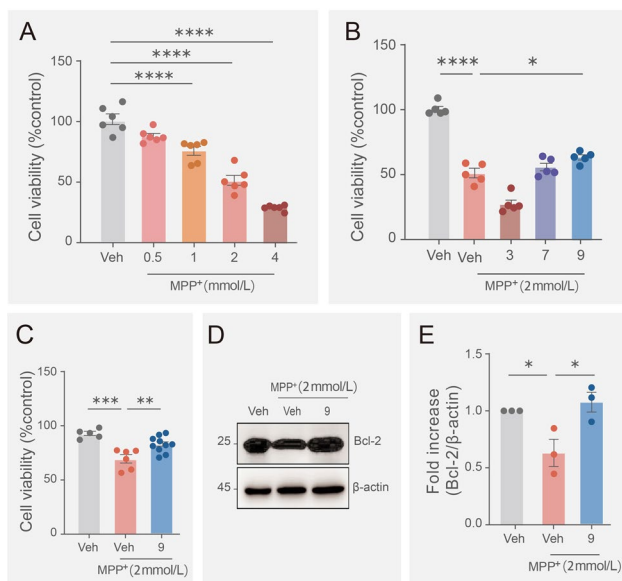 A
****
****
****
Cell viability (%control)
150
100
50
0
Veh 0.5 1 2 4
MPP⁺(mmol/L)
B
**** *
Cell viability (%control)
150
100
50
0
Veh Veh 3 7 9
MPP⁺(2mmol/L)
C
*** **
Cell viability (%control)
150
100
50
0
Veh Veh 9
MPP⁺(2mmol/L)
D
MPP⁺(2mmol/L)
Veh Veh 9
25 Bcl-2
45 β-actin
E
* *
Fold increase
(Bcl-2/β-actin)
1.5
1.0
0.5
0.0
Veh Veh 9
MPP⁺(2mmol/L)